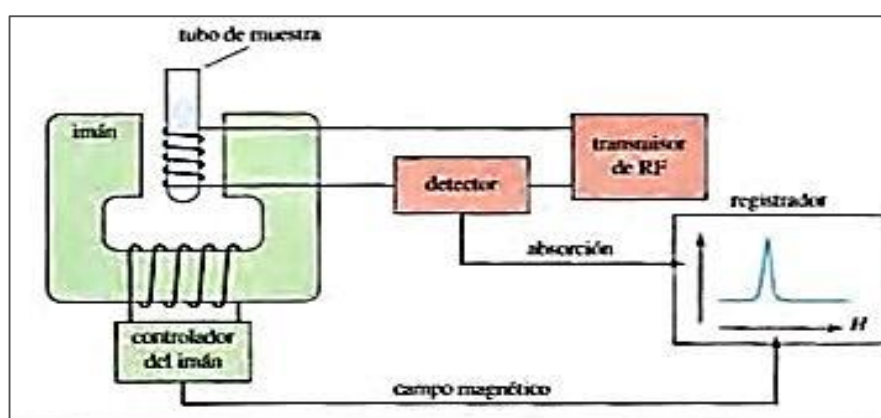 tubo de muestra
imán
transmisor
de RF
detector
registrador
absorción
H
controlador
del imán
campo magnético